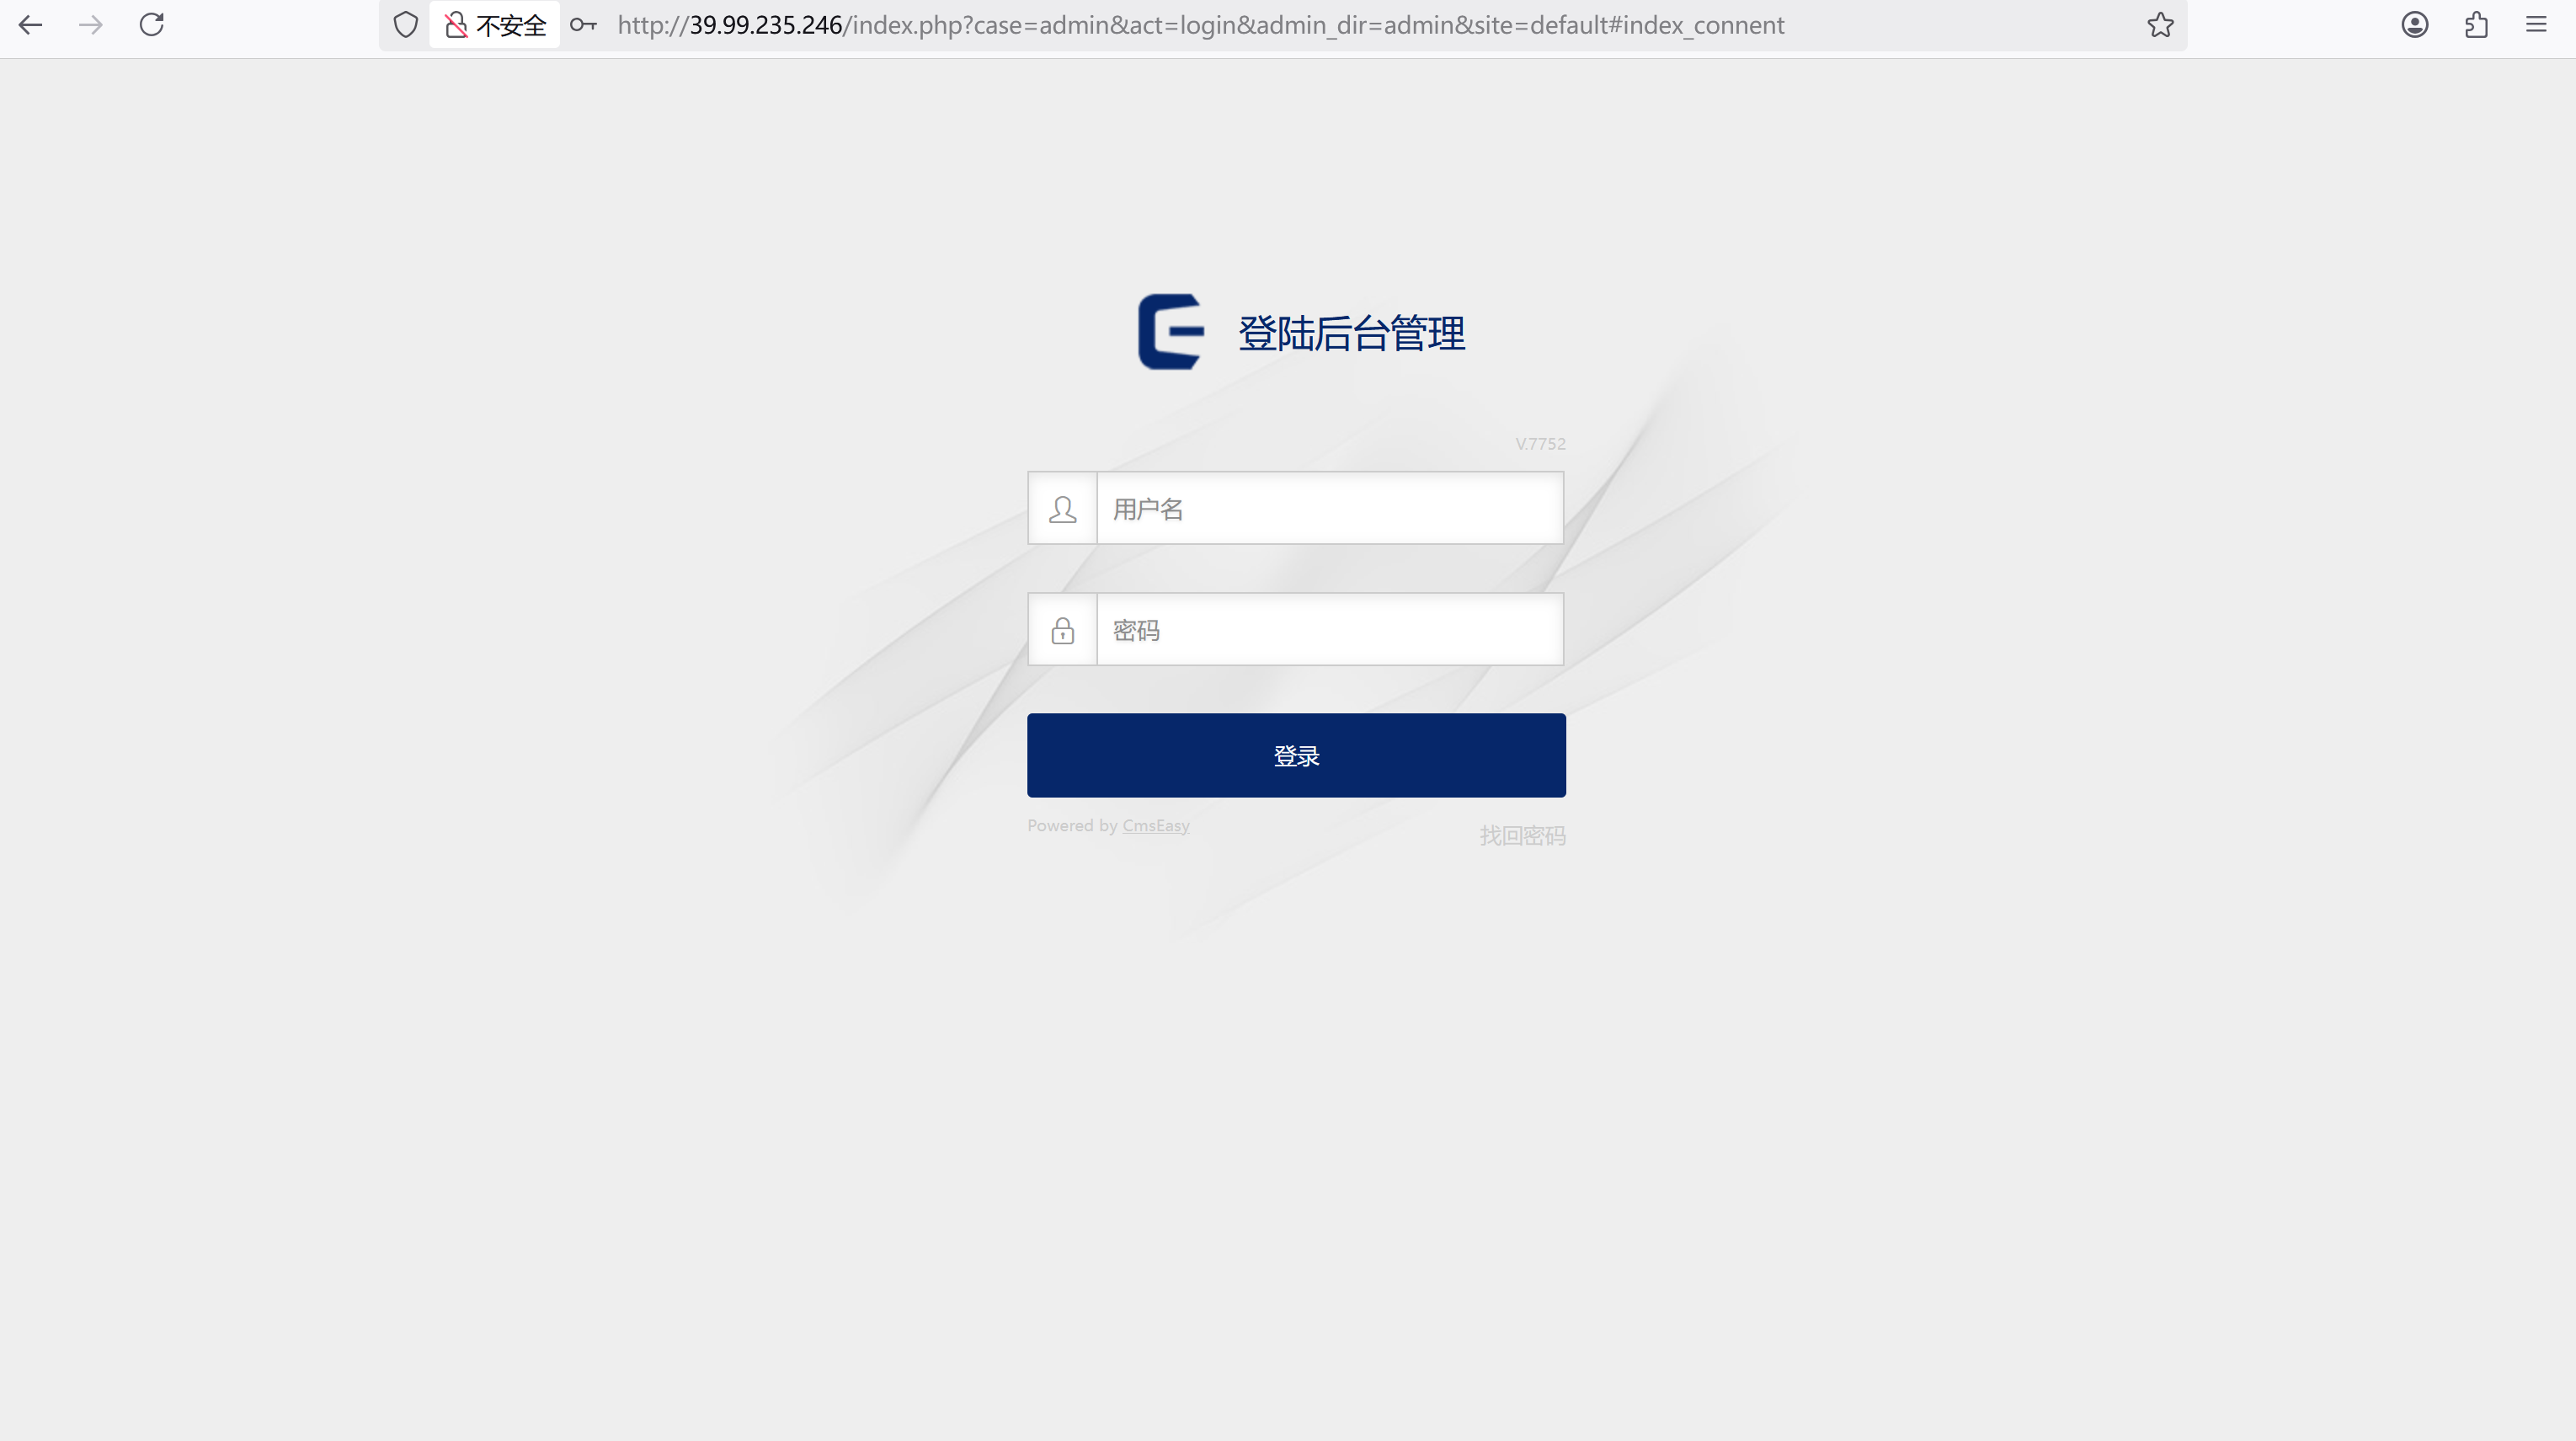 不安全 http://39.99.235.246/index.php?case=admin&act=login&admin_dir=admin&site=default#index_connent
登陆后台管理
V.7752
用户名
密码
登录
Powered by CmsEasy
找回密码